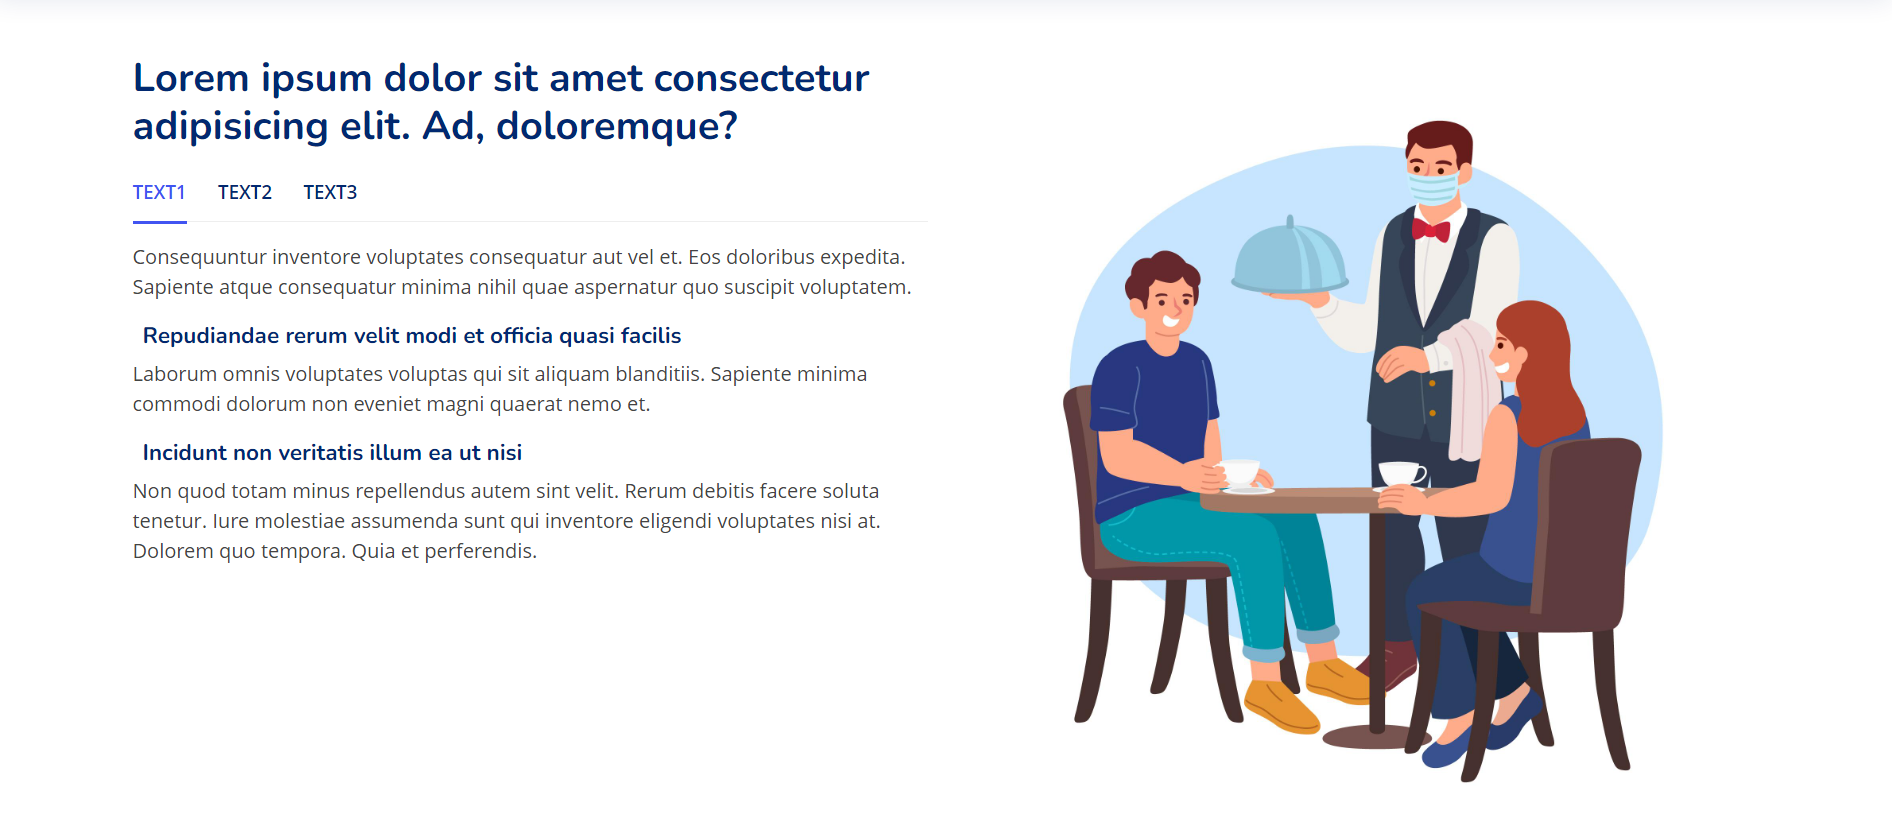 Lorem ipsum dolor sit amet consectetur
adipisicing elit. Ad, doloremque?
TEXT1 TEXT2 TEXT3
Consequuntur inventore voluptates consequatur aut vel et. Eos doloribus expedita.
Sapiente atque consequatur minima nihil quae aspernatur quo suscipit voluptatem.
Repudiandae rerum velit modi et officia quasi facilis
Laborum omnis voluptates voluptas qui sit aliquam blanditiis. Sapiente minima
commodi dolorum non eveniet magni quaerat nemo et.
Incidunt non veritatis illum ea ut nisi
Non quod totam minus repellendus autem sint velit. Rerum debitis facere soluta
tenetur. Iure molestiae assumenda sunt qui inventore eligendi voluptates nisi at.
Dolorem quo tempora. Quia et perferendis.